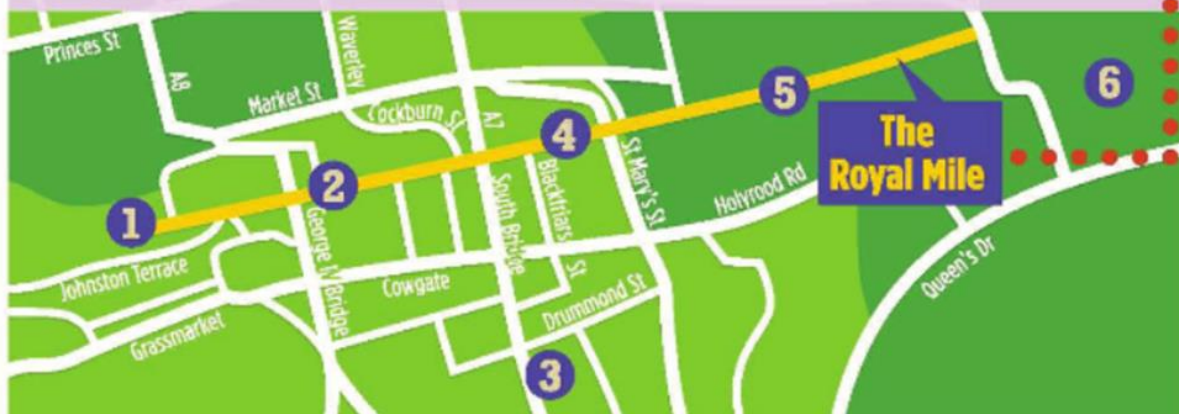 Princes St
A8
Waverley
Market St
Cockburn St
A7
5
6
4
The
Royal Mile
St Mary's St
Blackfriars St
South Bridge
Holyrood Rd
2
1
George IV Bridge
Johnston Terrace
Cowgate
Queen's Dr
Drummond St
Grassmarket
3